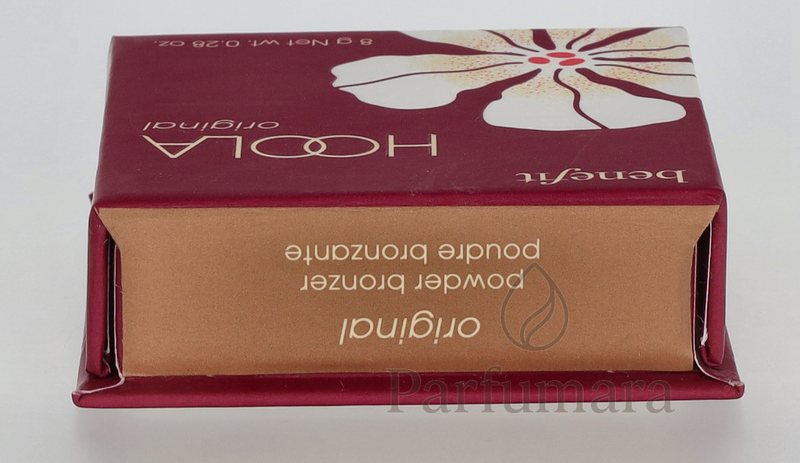 benefit
HOOLA
original
8 g Net wt. 0.28 oz.
original
powder bronzer
poudre bronzante
Parfumara